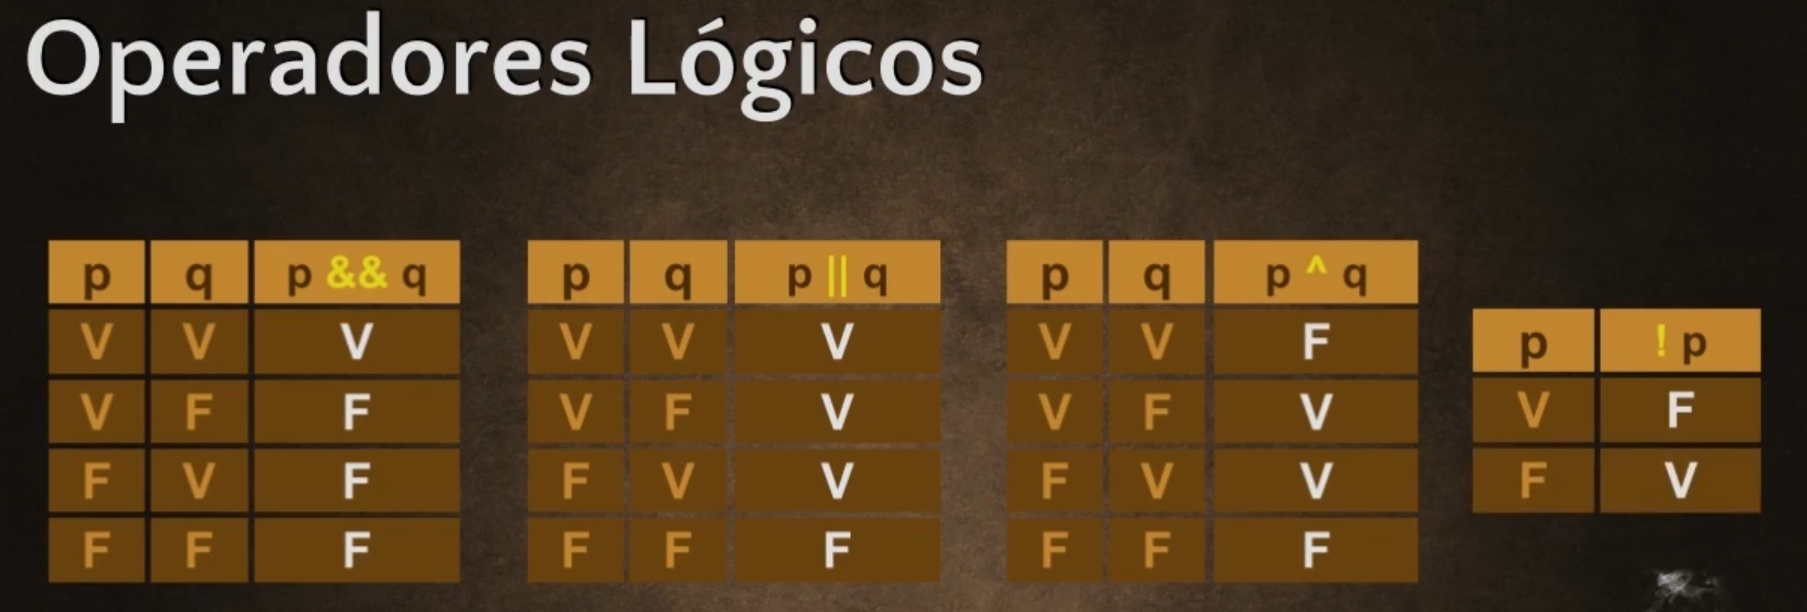 Operadores Lógicos
p q p && q
V V V
V F F
F V F
F F F
p q p || q
V V V
V F V
F V V
F F F
p q p ^ q
V V F
V F V
F V V
F F F
p ! p
V F
F V